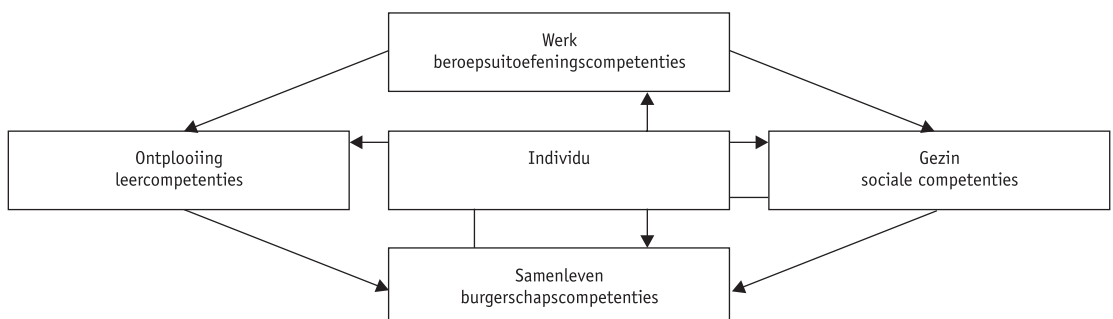 Werk
beroepsuitoefeningscompetenties
Ontplooiing
leercompetenties
Individu
Gezin
sociale competenties
Samenleven
burgerschapscompetenties